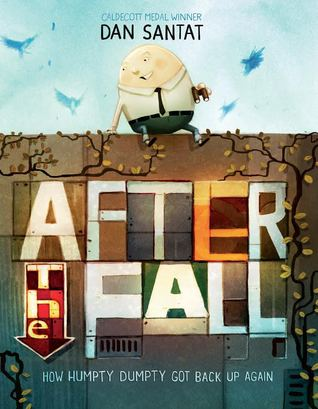 CALDECOTT MEDAL WINNER
DAN SANTAT
AFTER
The
FALL
HOW HUMPTY DUMPTY GOT BACK UP AGAIN